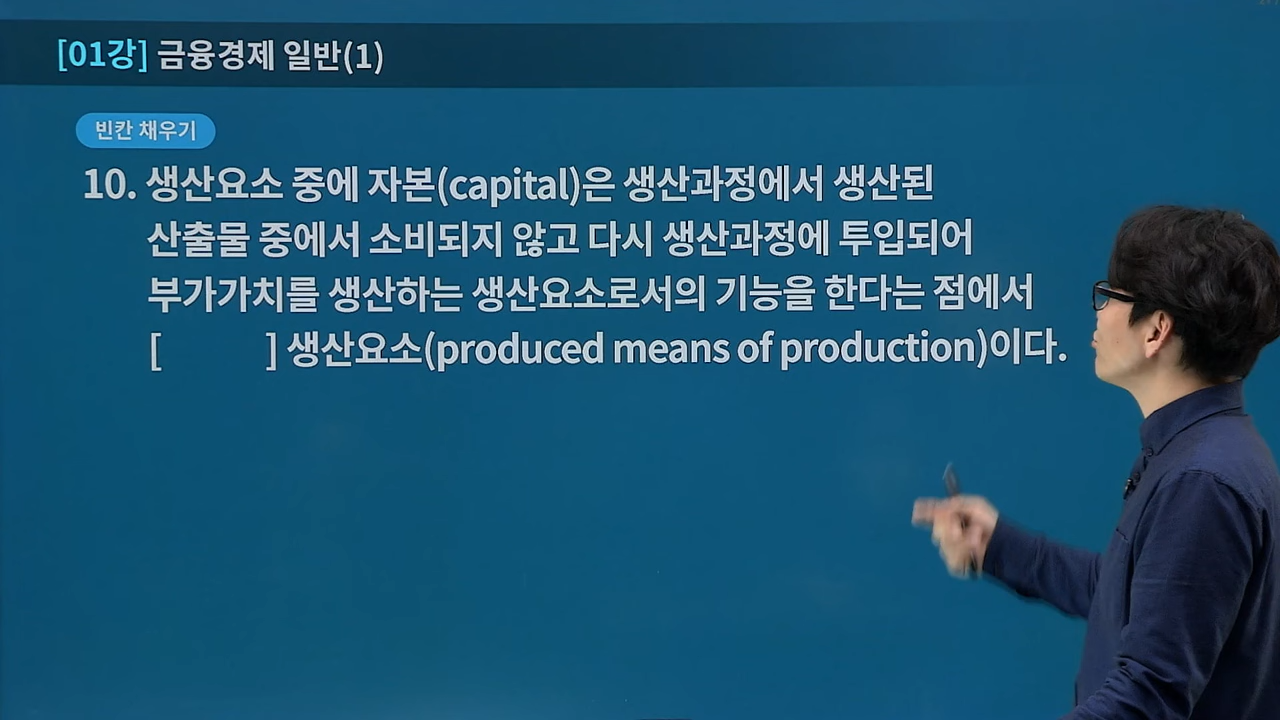 [01강] 금융경제 일반(1)
빈칸 채우기
10. 생산요소 중에 자본(capital)은 생산과정에서 생산된
산출물 중에서 소비되지 않고 다시 생산과정에 투입되어
부가가치를 생산하는 생산요소로서의 기능을 한다는 점에서
[ ] 생산요소(produced means of production)이다.